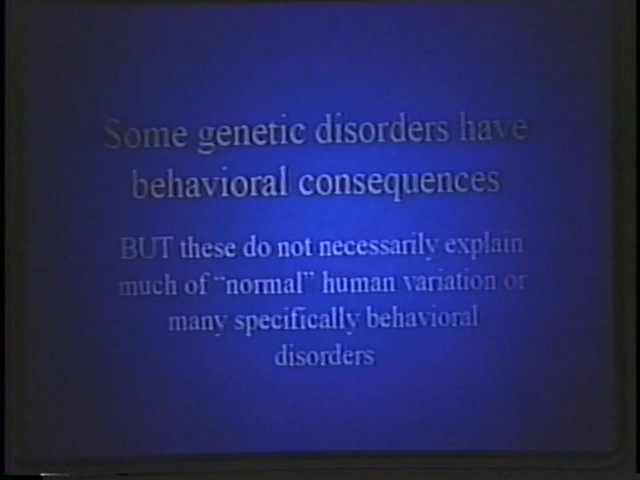 Some genetic disorders have
behavioral consequences
BUT these do not necessarily explain
much of “normal” human variation or
many specifically behavioral
disorders